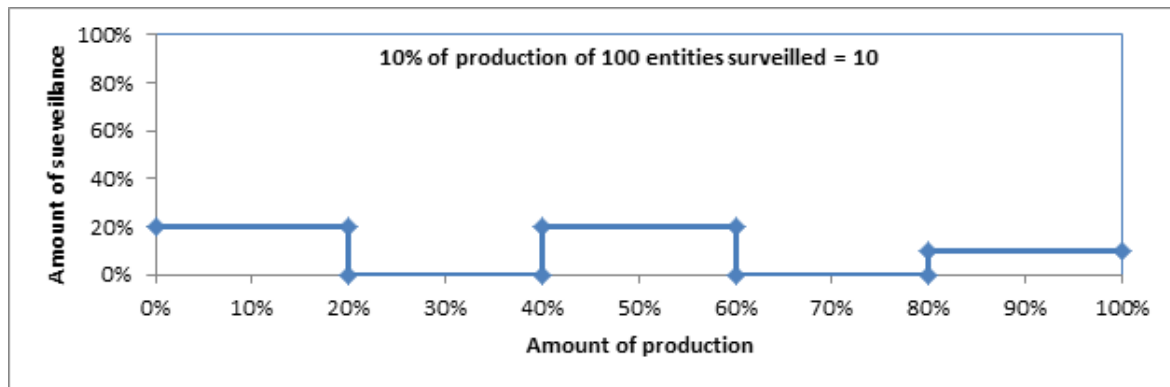 10% of production of 100 entities surveilled = 10
Amount of sueveillance
100%
80%
60%
40%
20%
0%
0% 10% 20% 30% 40% 50% 60% 70% 80% 90% 100%
Amount of production